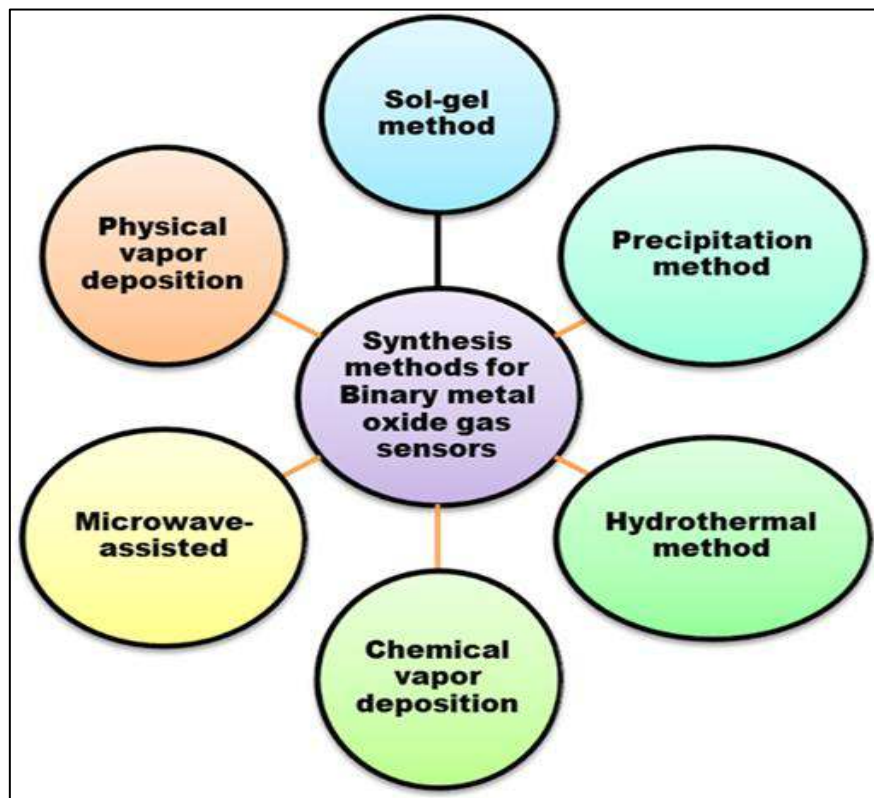 Sol-gel
method
Physical
vapor
deposition
Precipitation
method
Synthesis
methods for
Binary metal
oxide gas
sensors
Microwave-
assisted
Hydrothermal
method
Chemical
vapor
deposition